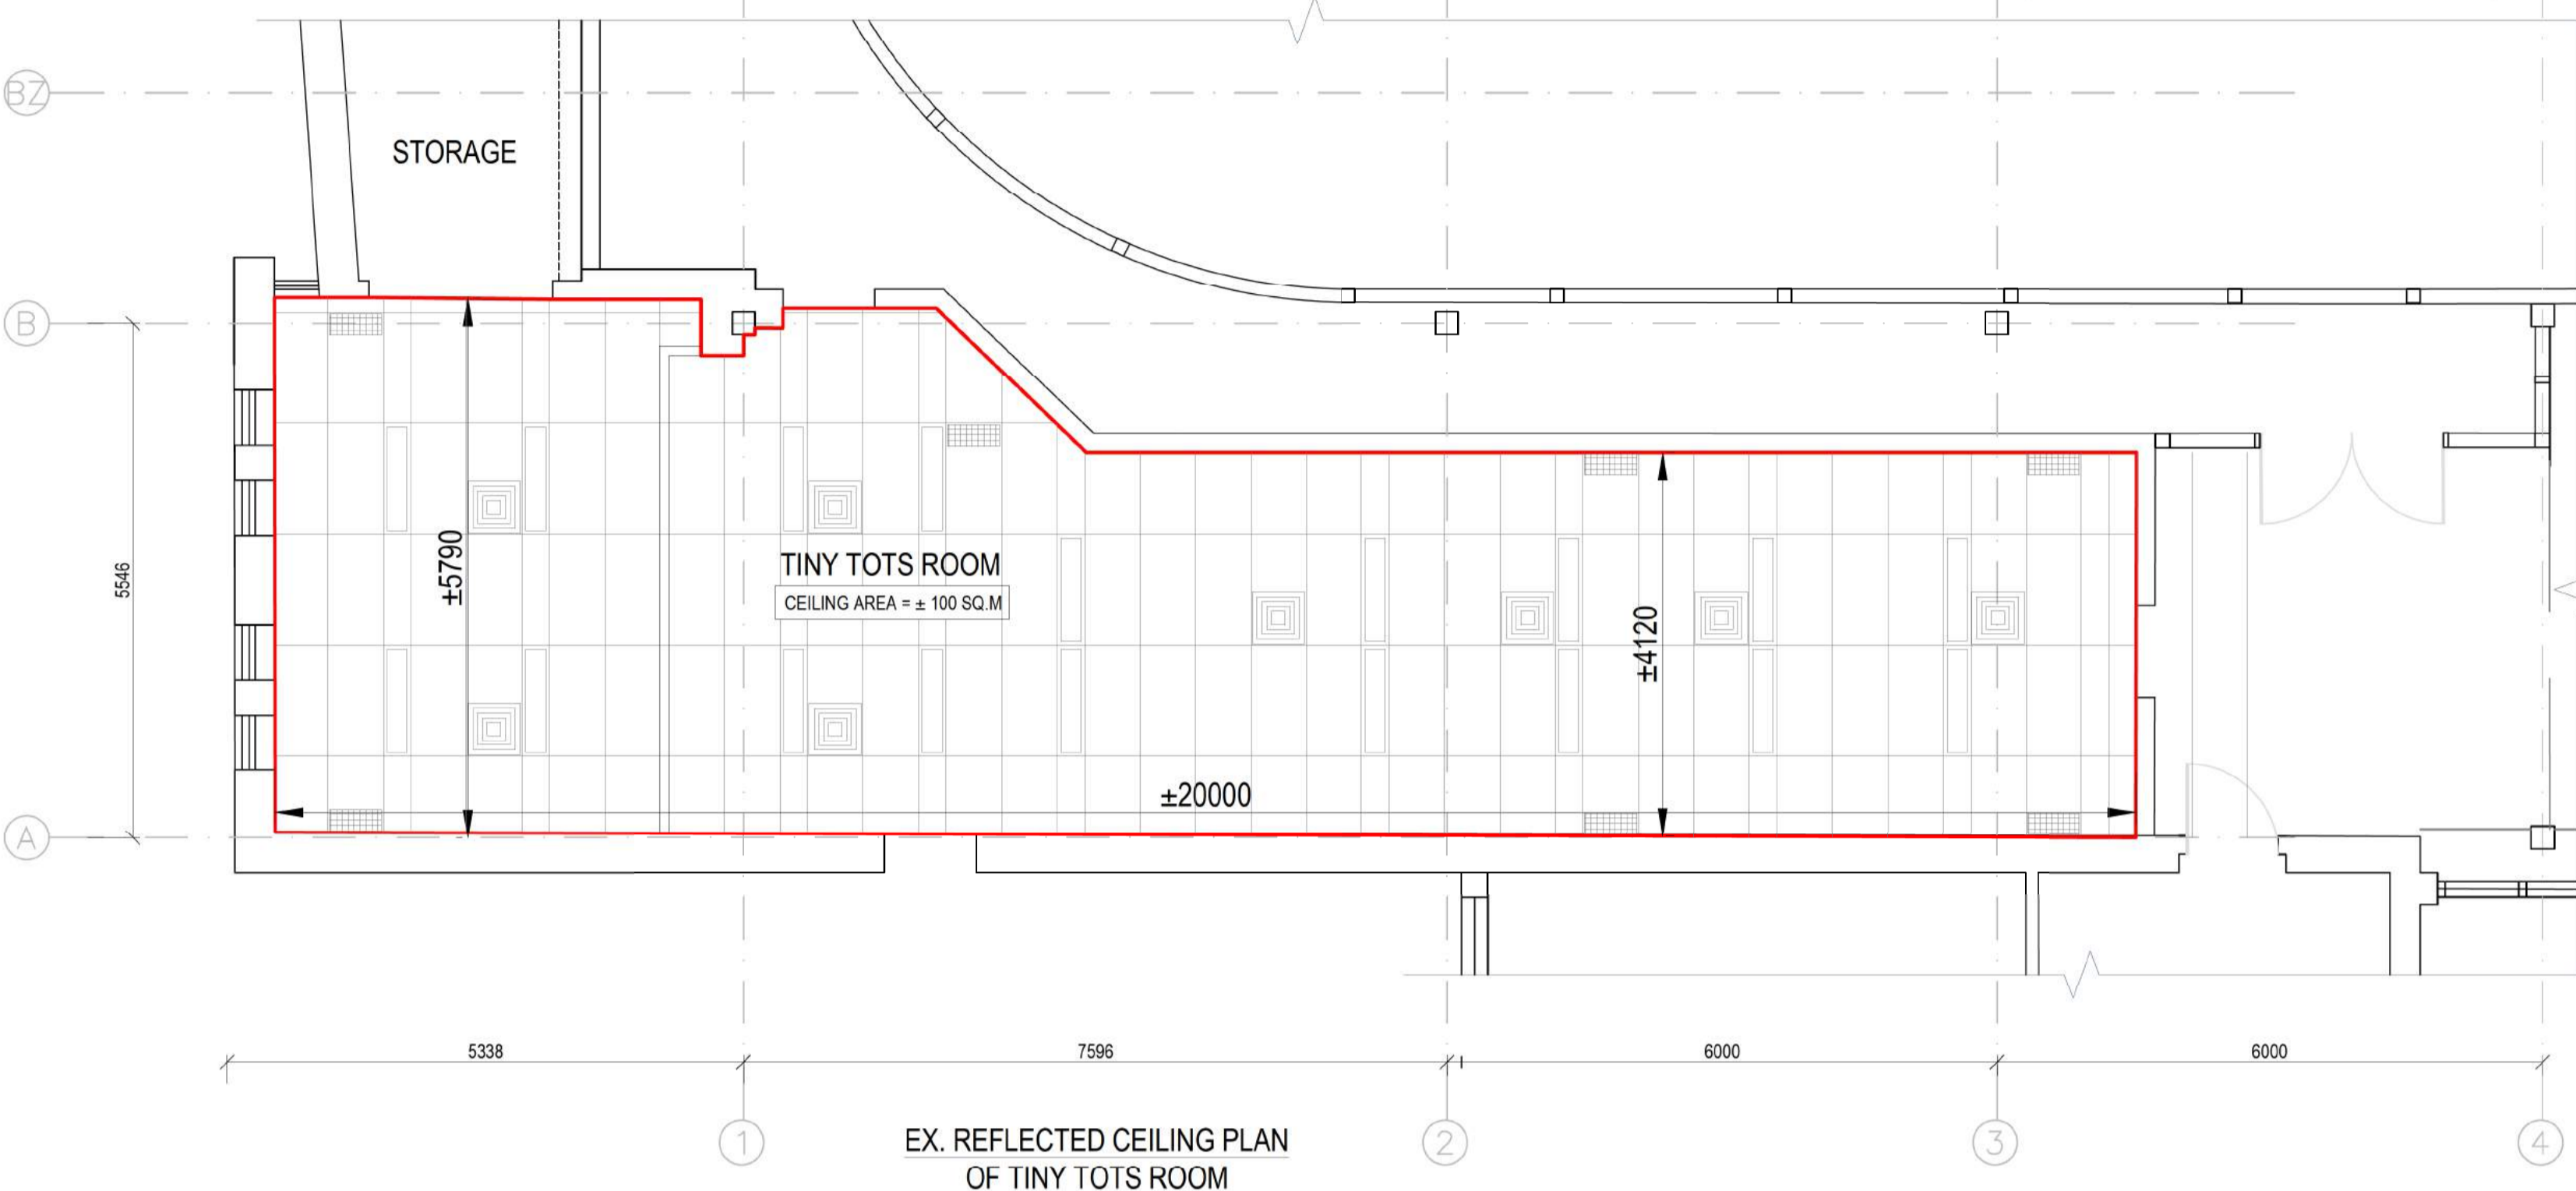 BZ
STORAGE
B
±5790
5546
TINY TOTS ROOM
CEILING AREA = ± 100 SQ.M
±4120
±20000
A
5338
7596
6000
6000
1
2
3
4
EX. REFLECTED CEILING PLAN
OF TINY TOTS ROOM